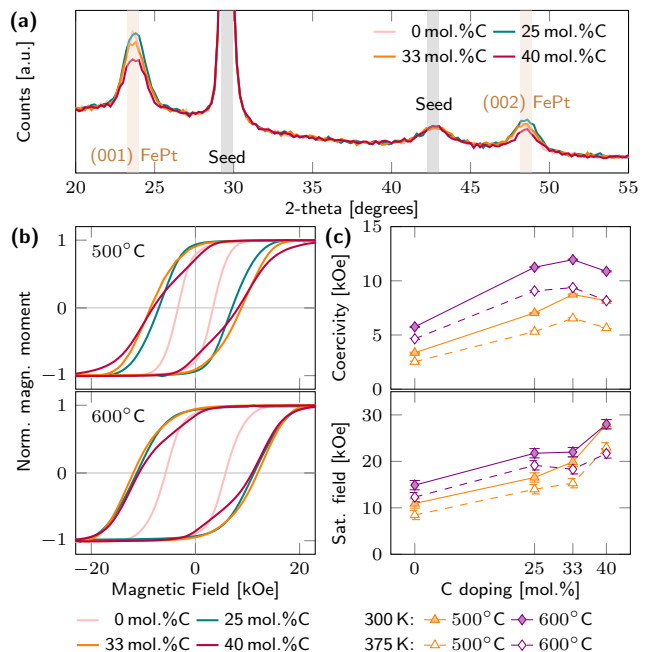 (a)
0 mol.%C 25 mol.%C
33 mol.%C 40 mol.%C
Counts [a.u.]
(001) FePt
Seed
Seed
(002) FePt
20 25 30 35 40 45 50 55
2-theta [degrees]
(b)
500°C
1
0
−1
600°C
1
0
−1
Norm. magn. moment
−20 0 20
Magnetic Field [kOe]
0 mol.%C 25 mol.%C
33 mol.%C 40 mol.%C
(c)
15
10
5
0
Coercivity [kOe]
30
20
10
0
Sat. field [kOe]
0 25 33 40
C doping [mol.%]
300 K: 500°C 600°C
375 K: 500°C 600°C